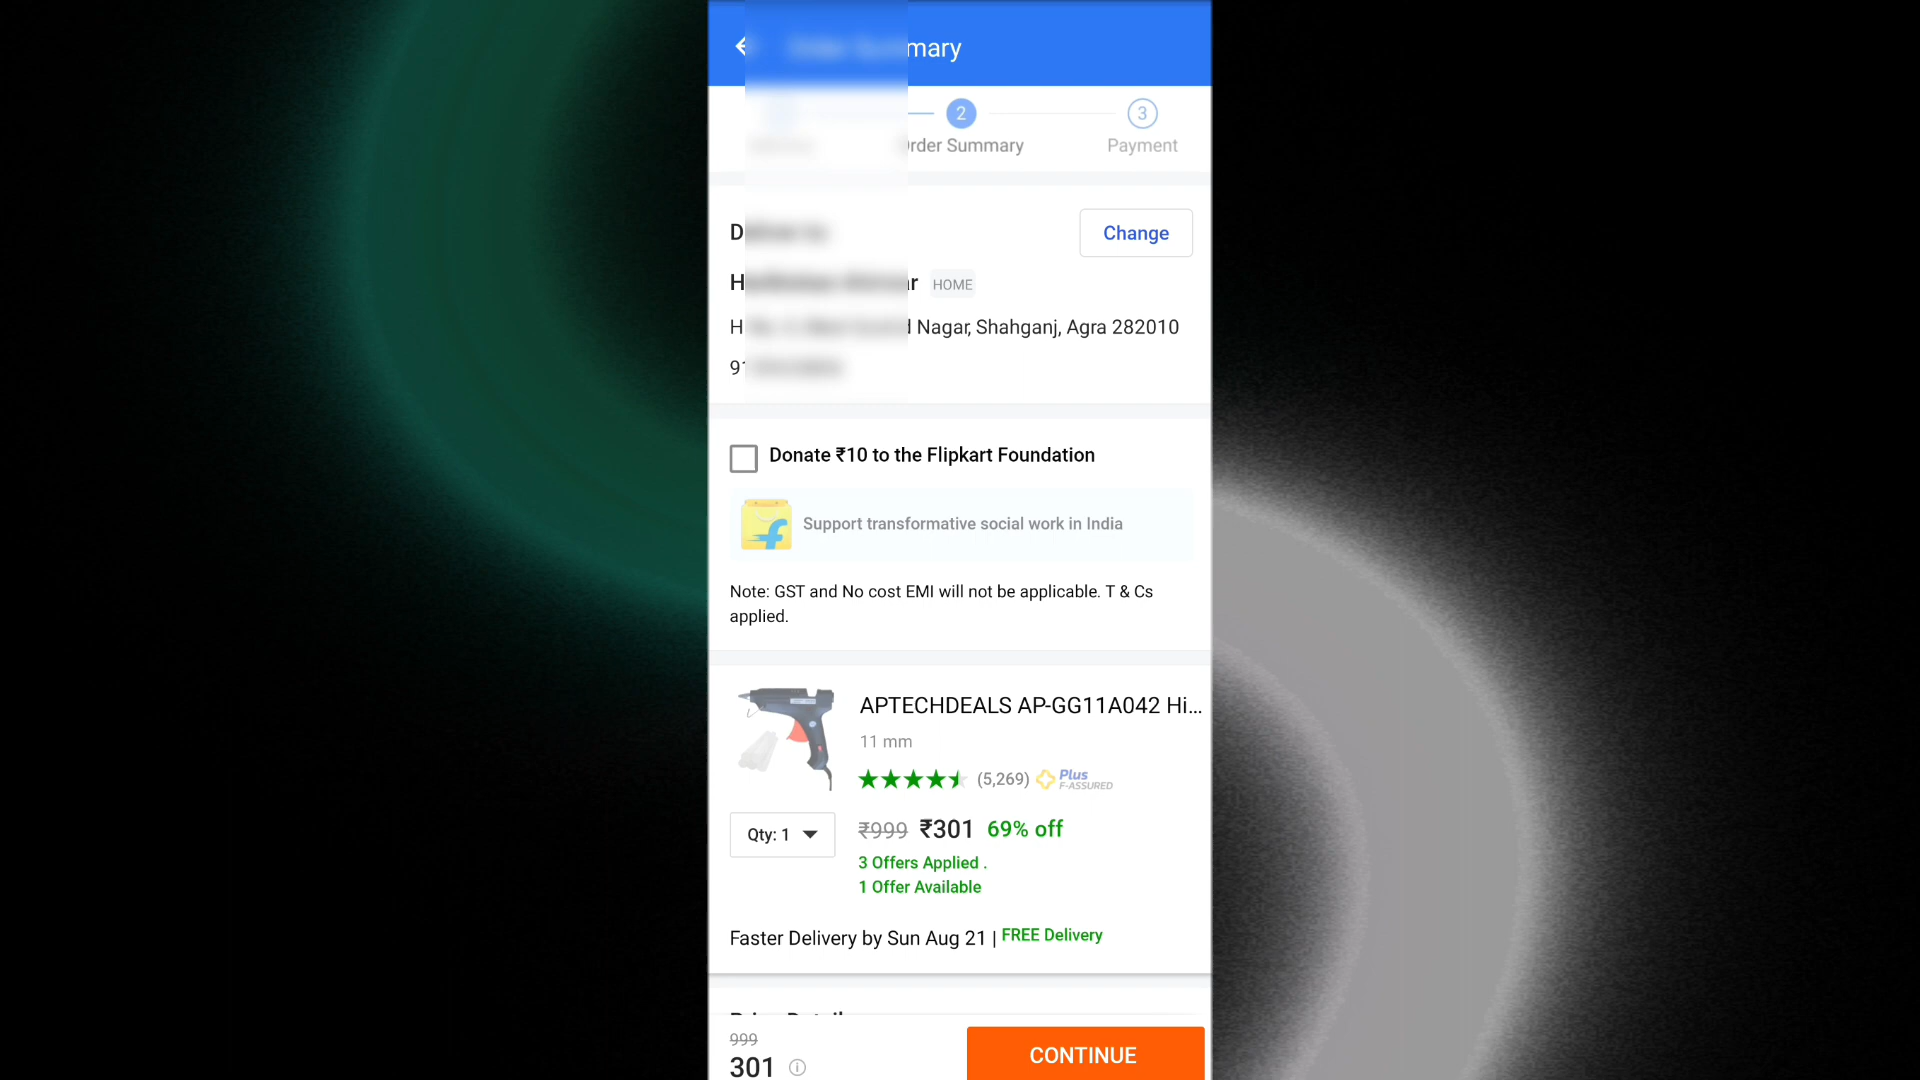 mary
2
3
Order Summary
Payment
Change
HOME
Nagar, Shahganj, Agra 282010
Donate ₹10 to the Flipkart Foundation
Support transformative social work in India
Note: GST and No cost EMI will not be applicable. T & Cs
applied.
APTECHDEALS AP-GG11A042 Hi...
11 mm
(5,269) Plus
F-ASSURED
Qty: 1
₹999 ₹301 69% off
3 Offers Applied .
1 Offer Available
Faster Delivery by Sun Aug 21 | FREE Delivery
999
301
CONTINUE